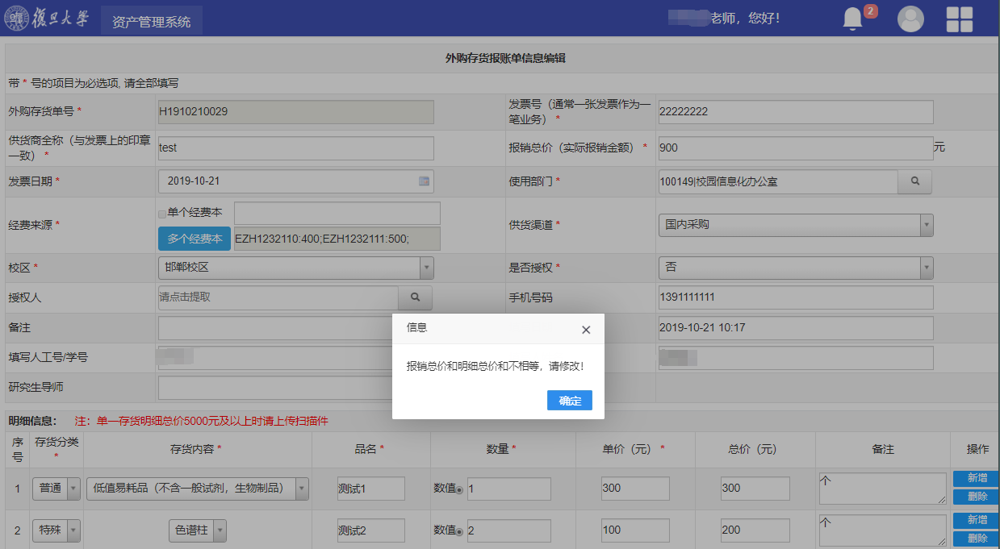 復旦大學 资产管理系统 老师，您好！ 2
外购存货报账单信息编辑
带 * 号的项目为必选项, 请全部填写
外购存货单号 * H1910210029 发票号（通常一张发票作为一
笔业务） * 22222222
供货商全称（与发票上的印章
一致） * test 报销总价（实际报销金额） * 900 元
发票日期 * 2019-10-21 使用部门 * 100149|校园信息化办公室
经费来源 * 单个经费本
多个经费本 EZH1232110:400;EZH1232111:500; 供货渠道 * 国内采购
校区 * 邯郸校区 是否授权 * 否
授权人 请点击提取 手机号码 1391111111
备注 2019-10-21 10:17
填写人工号/学号
研究生导师
信息
报销总价和明细总价和不相等，请修改！
确定
明细信息： 注：单一存货明细总价5000元及以上时请上传扫描件
序号 存货分类 * 存货内容 * 品名 * 数量 * 单价（元） * 总价（元） 备注 操作
1 普通 低值易耗品（不含一般试剂，生物制品） 测试1 数值 1 300 300 个 新增 删除
2 特殊 色谱柱 测试2 数值 2 100 200 个 新增 删除